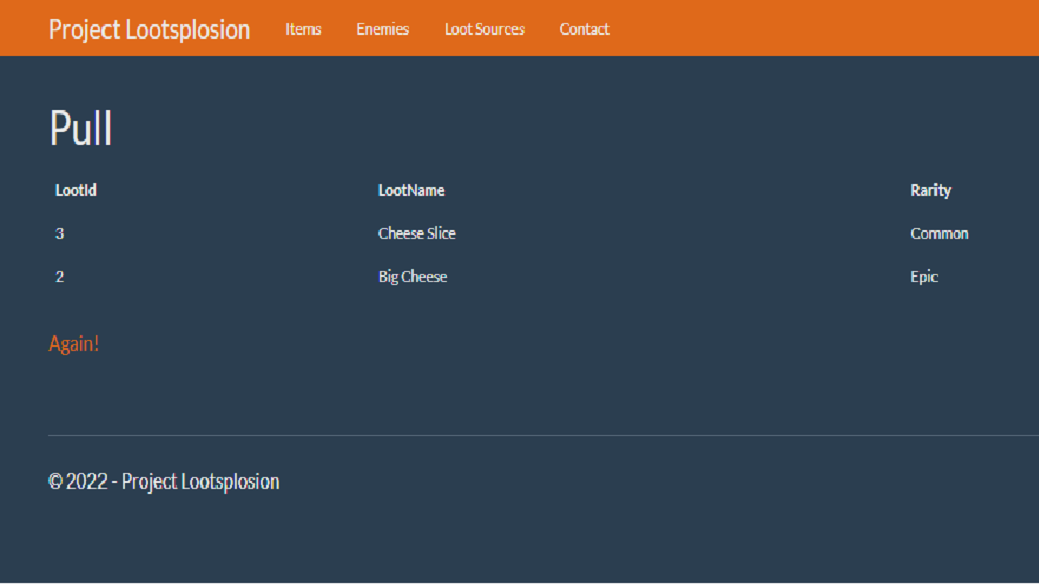 Project Lootsplosion Items Enemies Loot Sources Contact
Pull
LootId LootName Rarity
3 Cheese Slice Common
2 Big Cheese Epic
Again!
© 2022 - Project Lootsplosion